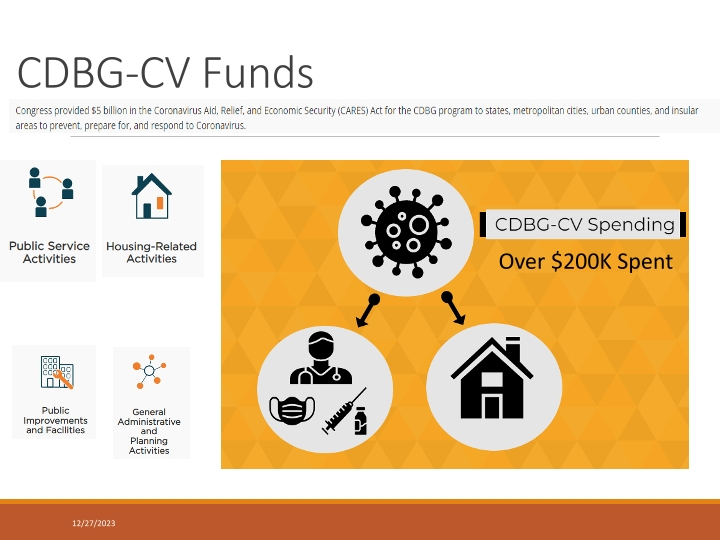 CDBG-CV Funds
Congress provided $5 billion in the Coronavirus Aid, Relief, and Economic Security (CARES) Act for the CDBG program to states, metropolitan cities, urban counties, and insular
areas to prevent, prepare for, and respond to Coronavirus.
Public Service
Activities
Housing-Related
Activities
CDBG-CV Spending
Over $200K Spent
Public
Improvements
and Facilities
General
Administrative
and
Planning
Activities
12/27/2023